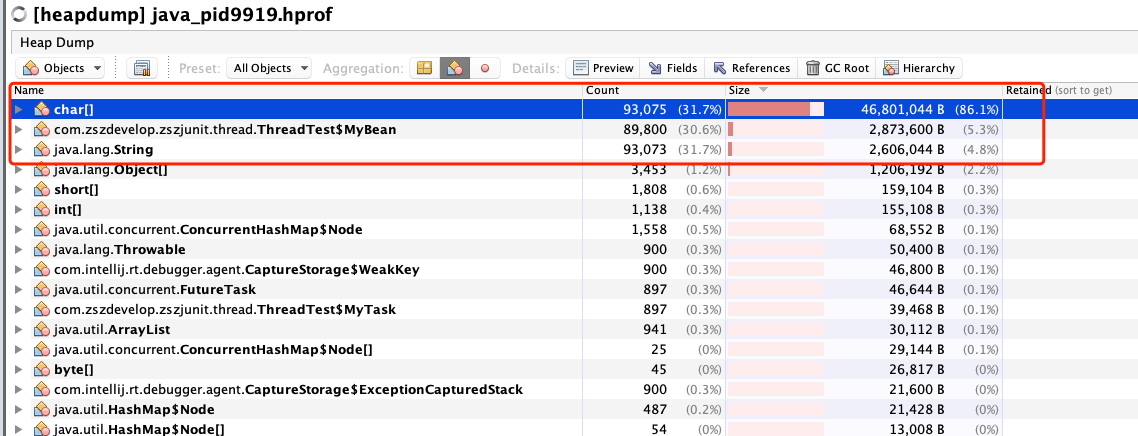 [heapdump] java_pid9919.hprof
Heap Dump
Objects Preset: All Objects Aggregation: Details: Preview Fields References GC Root Hierarchy
Name Count Size Retained (sort to get)
char[] 93,075 (31.7%) 46,801,044 B (86.1%)
com.zszdevelop.zszjunit.thread.ThreadTest$MyBean 89,800 (30.6%) 2,873,600 B (5.3%)
java.lang.String 93,073 (31.7%) 2,606,044 B (4.8%)
java.lang.Object[] 3,453 (1.2%) 1,206,192 B (2.2%)
short[] 1,808 (0.6%) 159,104 B (0.3%)
int[] 1,138 (0.4%) 155,108 B (0.3%)
java.util.concurrent.ConcurrentHashMap$Node 1,558 (0.5%) 68,552 B (0.1%)
java.lang.Throwable 900 (0.3%) 50,400 B (0.1%)
com.intellij.rt.debugger.agent.CaptureStorage$WeakKey 900 (0.3%) 46,800 B (0.1%)
java.util.concurrent.FutureTask 897 (0.3%) 46,644 B (0.1%)
com.zszdevelop.zszjunit.thread.ThreadTest$MyTask 897 (0.3%) 39,468 B (0.1%)
java.util.ArrayList 941 (0.3%) 30,112 B (0.1%)
java.util.concurrent.ConcurrentHashMap$Node[] 25 (0%) 29,144 B (0.1%)
byte[] 45 (0%) 26,817 B (0%)
com.intellij.rt.debugger.agent.CaptureStorage$ExceptionCapturedStack 900 (0.3%) 21,600 B (0%)
java.util.HashMap$Node 487 (0.2%) 21,428 B (0%)
java.util.HashMap$Node[] 54 (0%) 13,008 B (0%)